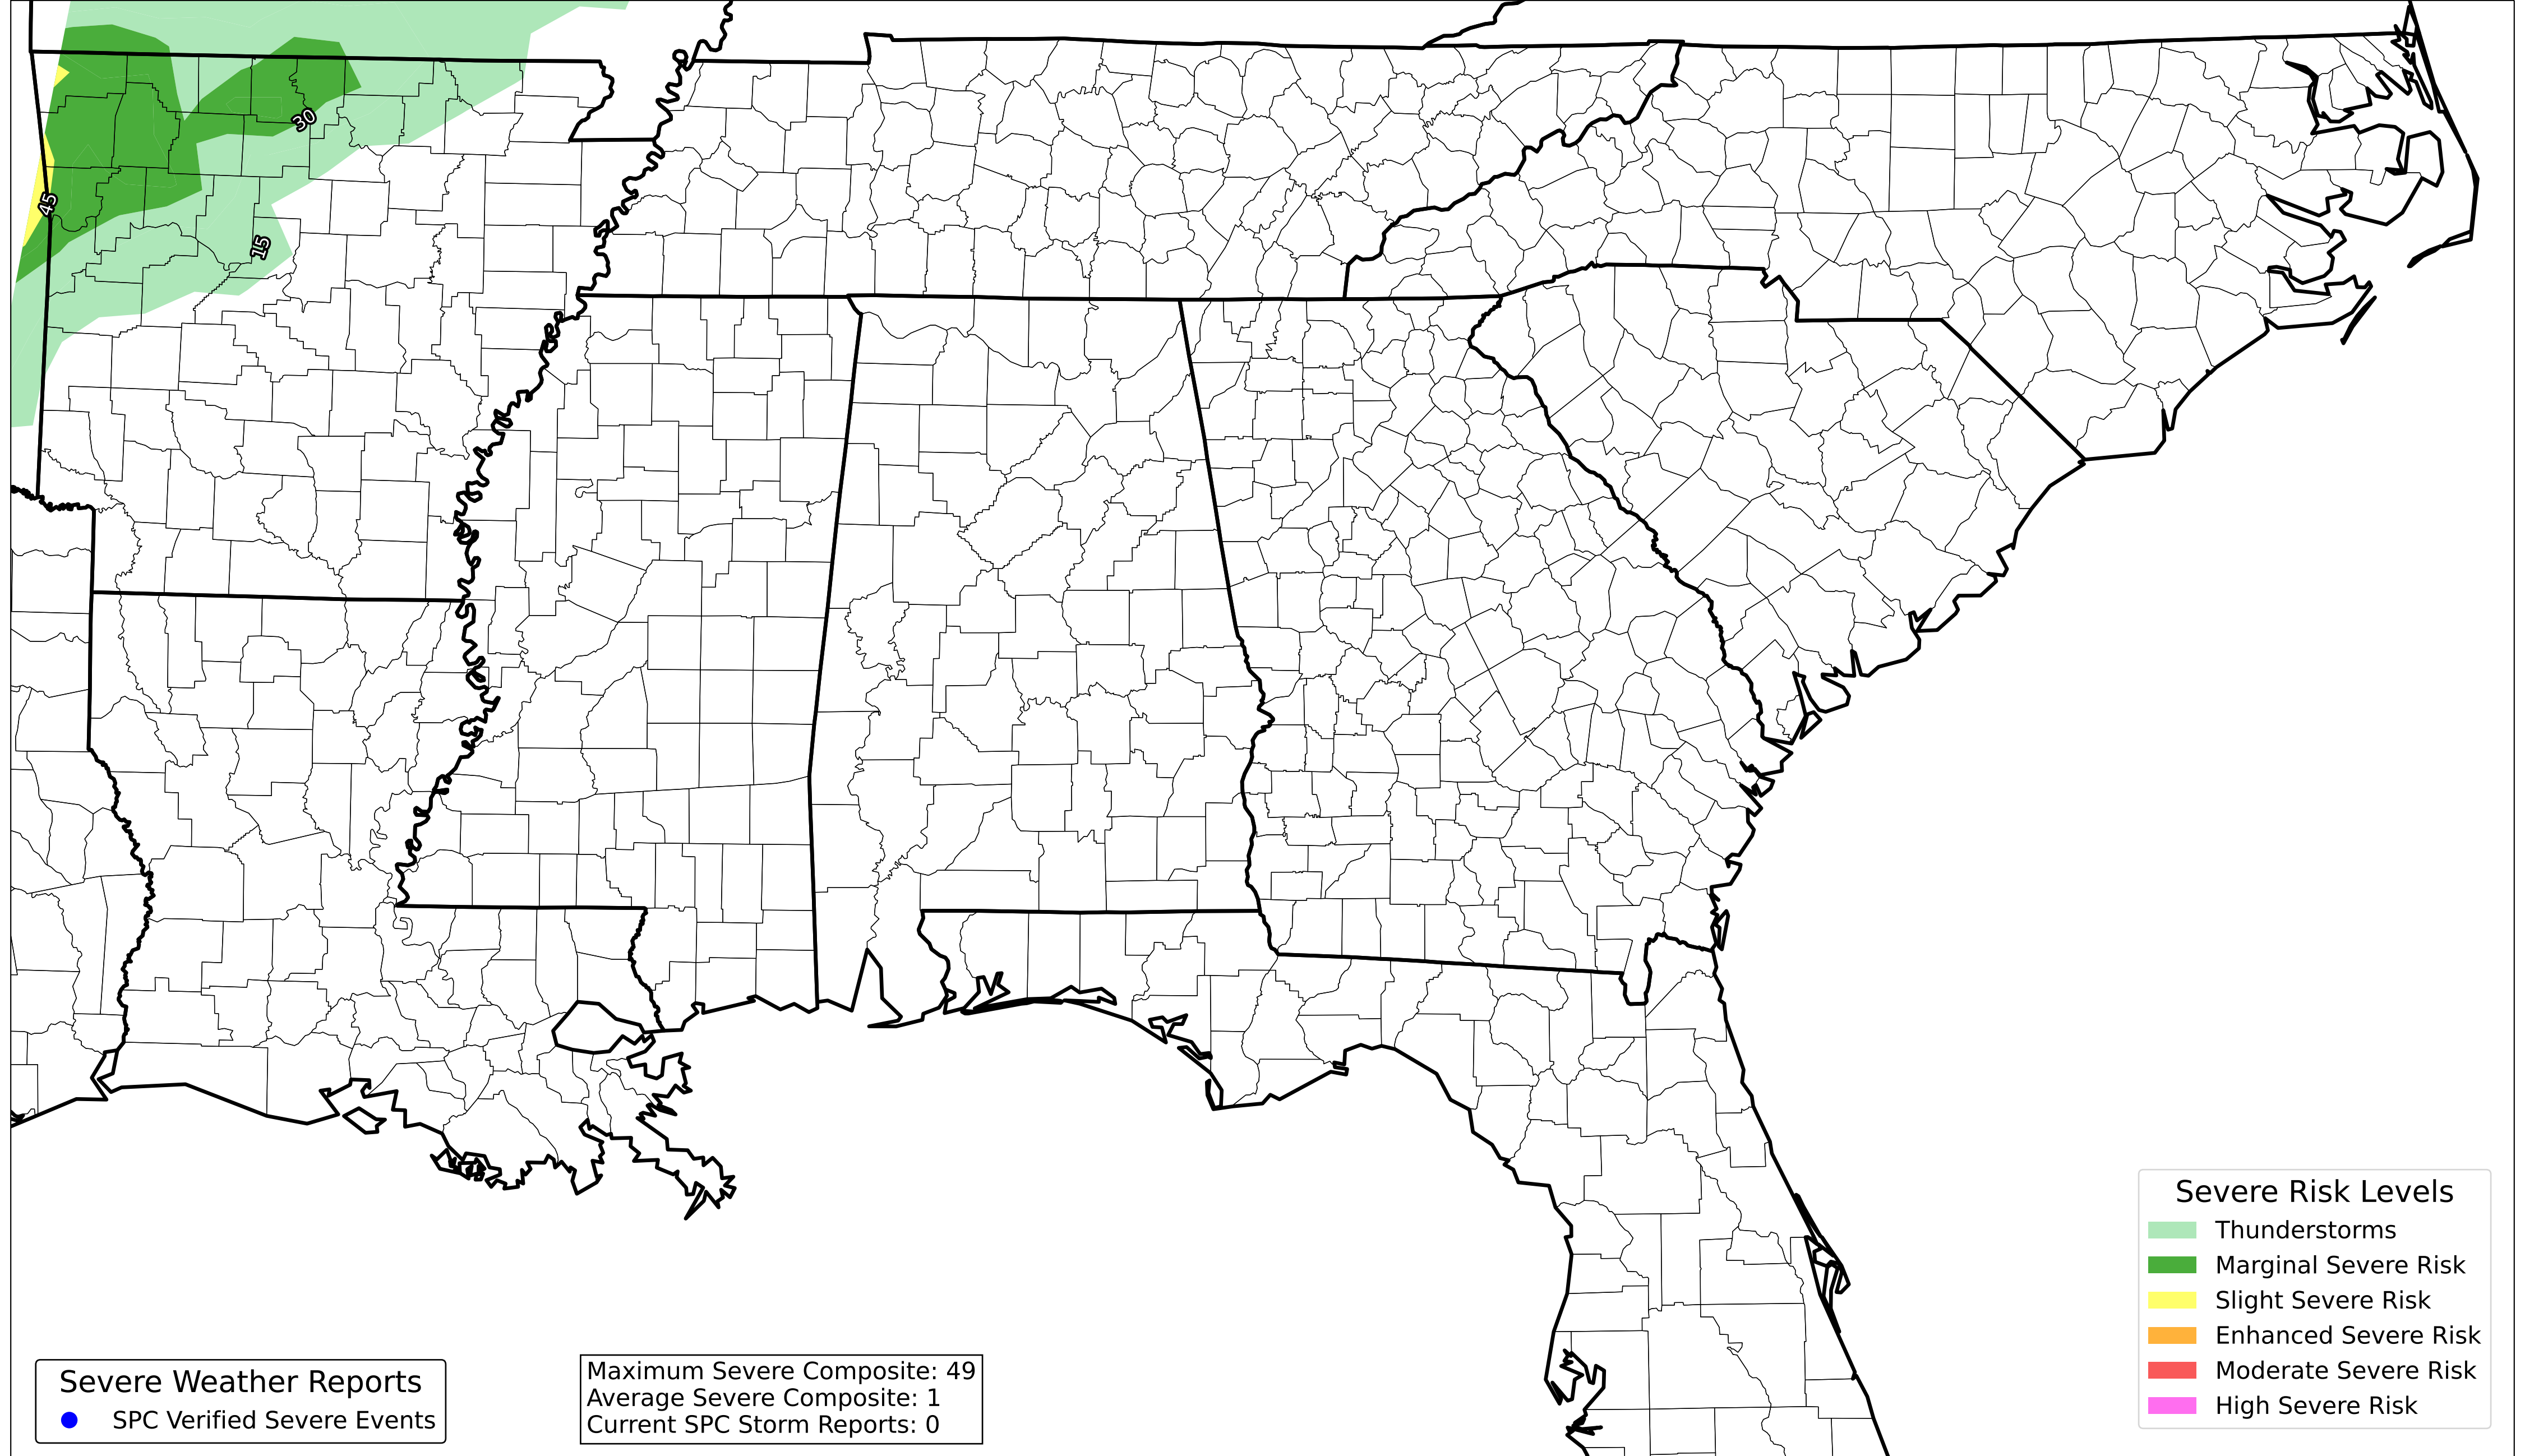 30
45
15
Severe Risk Levels
Thunderstorms
Marginal Severe Risk
Slight Severe Risk
Enhanced Severe Risk
Moderate Severe Risk
High Severe Risk
Severe Weather Reports
SPC Verified Severe Events
Maximum Severe Composite: 49
Average Severe Composite: 1
Current SPC Storm Reports: 0